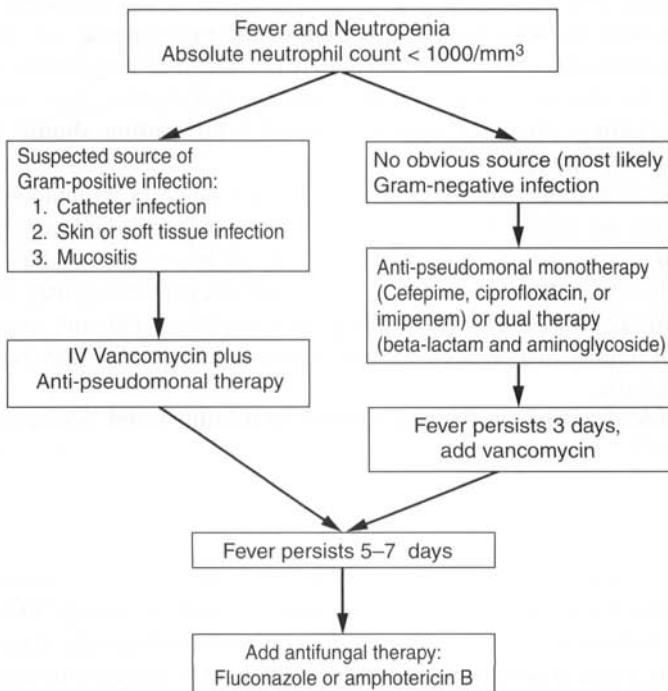 Fever and Neutropenia
Absolute neutrophil count < 1000/mm³
Suspected source of
Gram-positive infection:
1. Catheter infection
2. Skin or soft tissue infection
3. Mucositis
No obvious source (most likely
Gram-negative infection
IV Vancomycin plus
Anti-pseudomonal therapy
Anti-pseudomonal monotherapy
(Cefepime, ciprofloxacin, or
imipenem) or dual therapy
(beta-lactam and aminoglycoside)
Fever persists 3 days,
add vancomycin
Fever persists 5–7 days
Add antifungal therapy:
Fluconazole or amphotericin B